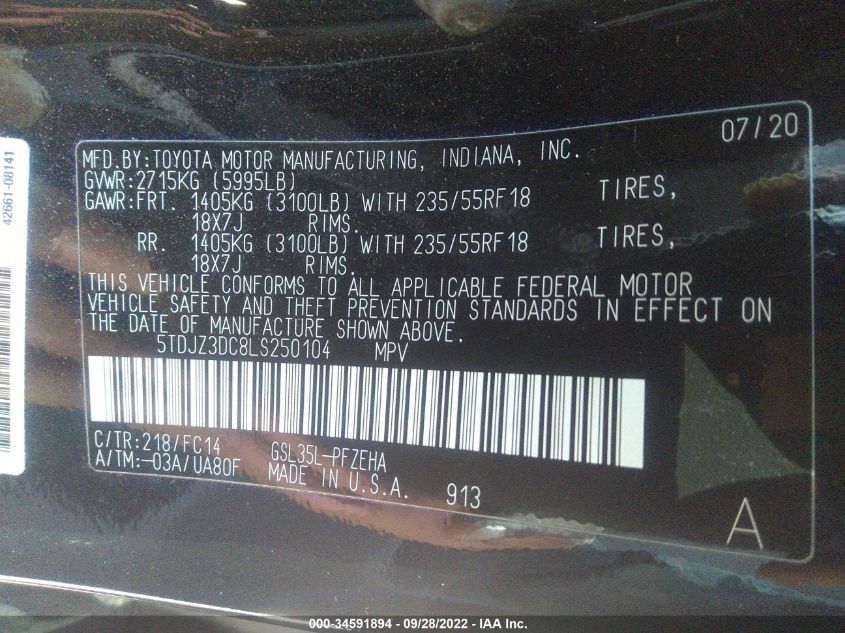 42661-08141
07/20
MFD.BY:TOYOTA MOTOR MANUFACTURING, INDIANA, INC.
GVWR:2715KG (5995LB)
GAWR:FRT. 1405KG (3100LB) WITH 235/55RF18 TIRES,
18X7J RIMS.
RR. 1405KG (3100LB) WITH 235/55RF18 TIRES,
18X7J RIMS.
THIS VEHICLE CONFORMS TO ALL APPLICABLE FEDERAL MOTOR
VEHICLE SAFETY AND THEFT PREVENTION STANDARDS IN EFFECT ON
THE DATE OF MANUFACTURE SHOWN ABOVE.
5TDJZ3DC8LS250104 MPV
C/TR:218/FC14 GSL35L-PFZEHA
A/TM:-03A/UA80F MADE IN U.S.A. 913
A
000-34591894 - 09/28/2022 - IAA Inc.